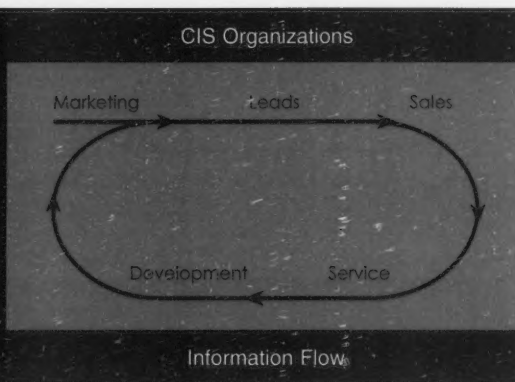 CIS Organizations
Marketing Leads Sales
Development Service
Information Flow